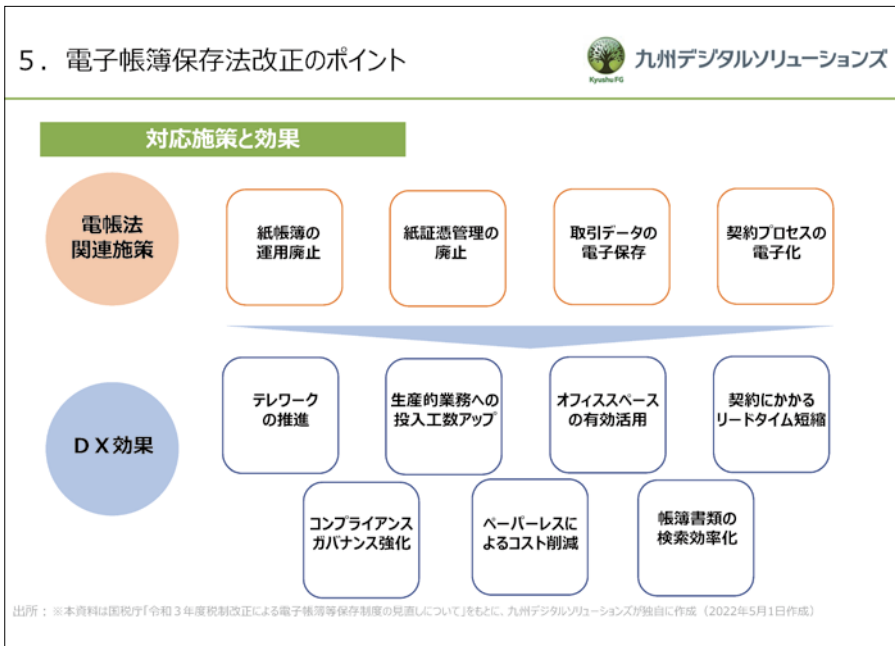 5．電子帳簿保存法改正のポイント
KyushuFG
九州デジタルソリューションズ
対応施策と効果
電帳法
関連施策
紙帳簿の
運用廃止
紙証憑管理の
廃止
取引データの
電子保存
契約プロセスの
電子化
DX効果
テレワーク
の推進
生産的業務への
投入工数アップ
オフィススペース
の有効活用
契約にかかる
リードタイム短縮
コンプライアンス
ガバナンス強化
ペーパーレスに
よるコスト削減
帳簿書類の
検索効率化
出所：※本資料は国税庁「令和３年度税制改正による電子帳簿等保存制度の見直しについて」をもとに、九州デジタルソリューションズが独自に作成（2022年5月1日作成）